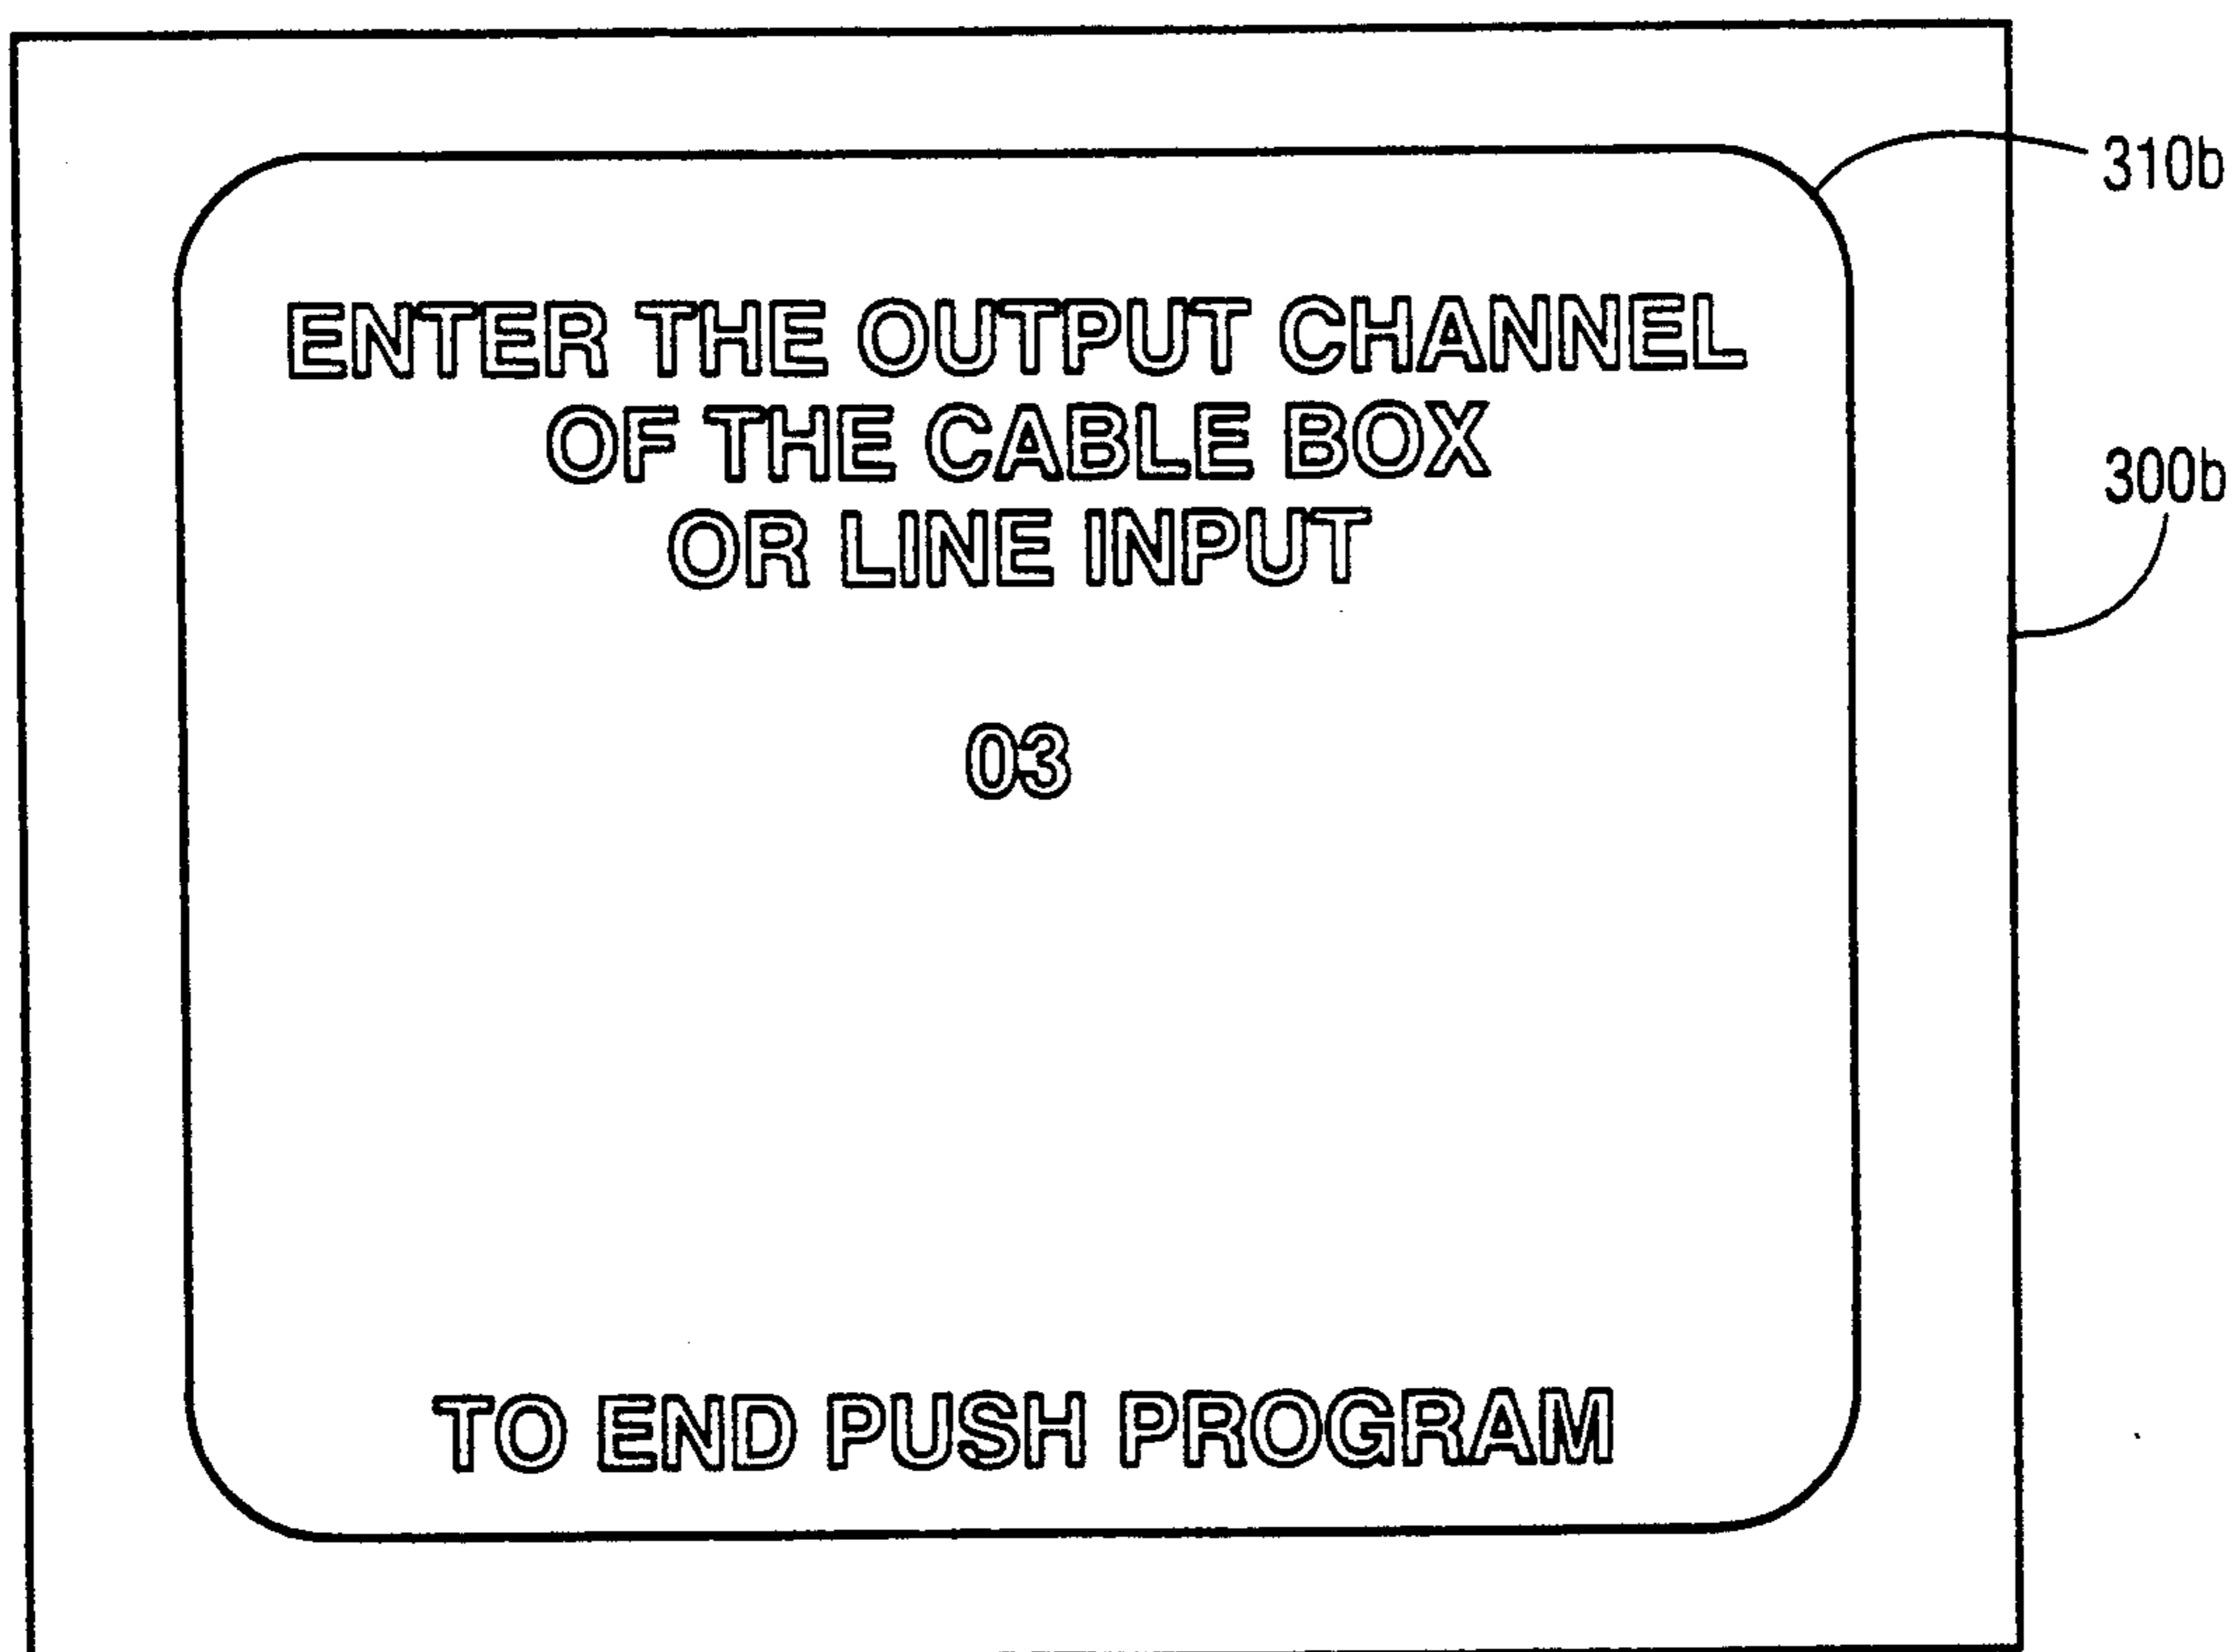 310b
ENTER THE OUTPUT CHANNEL
OF THE CABLE BOX
OR LINE INPUT
300b
03
TO END PUSH PROGRAM